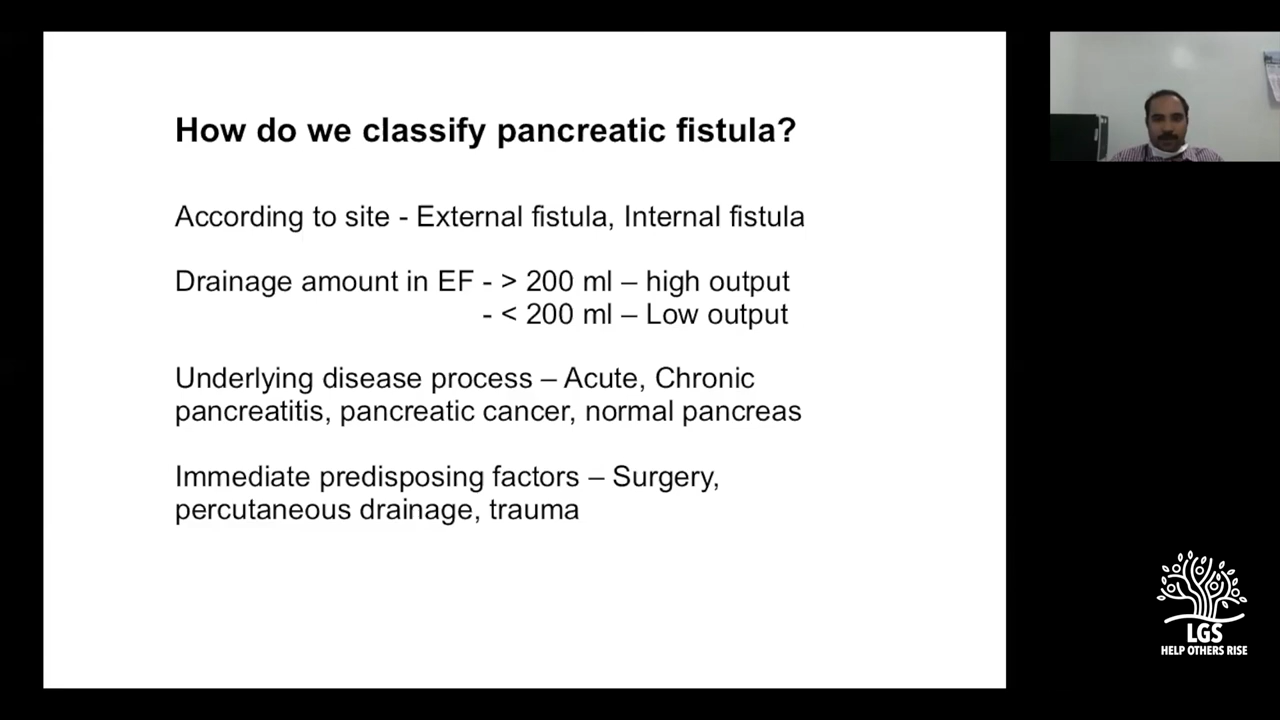 How do we classify pancreatic fistula?
According to site - External fistula, Internal fistula
Drainage amount in EF - > 200 ml – high output
- < 200 ml – Low output
Underlying disease process – Acute, Chronic
pancreatitis, pancreatic cancer, normal pancreas
Immediate predisposing factors – Surgery,
percutaneous drainage, trauma
LGS
HELP OTHERS RISE